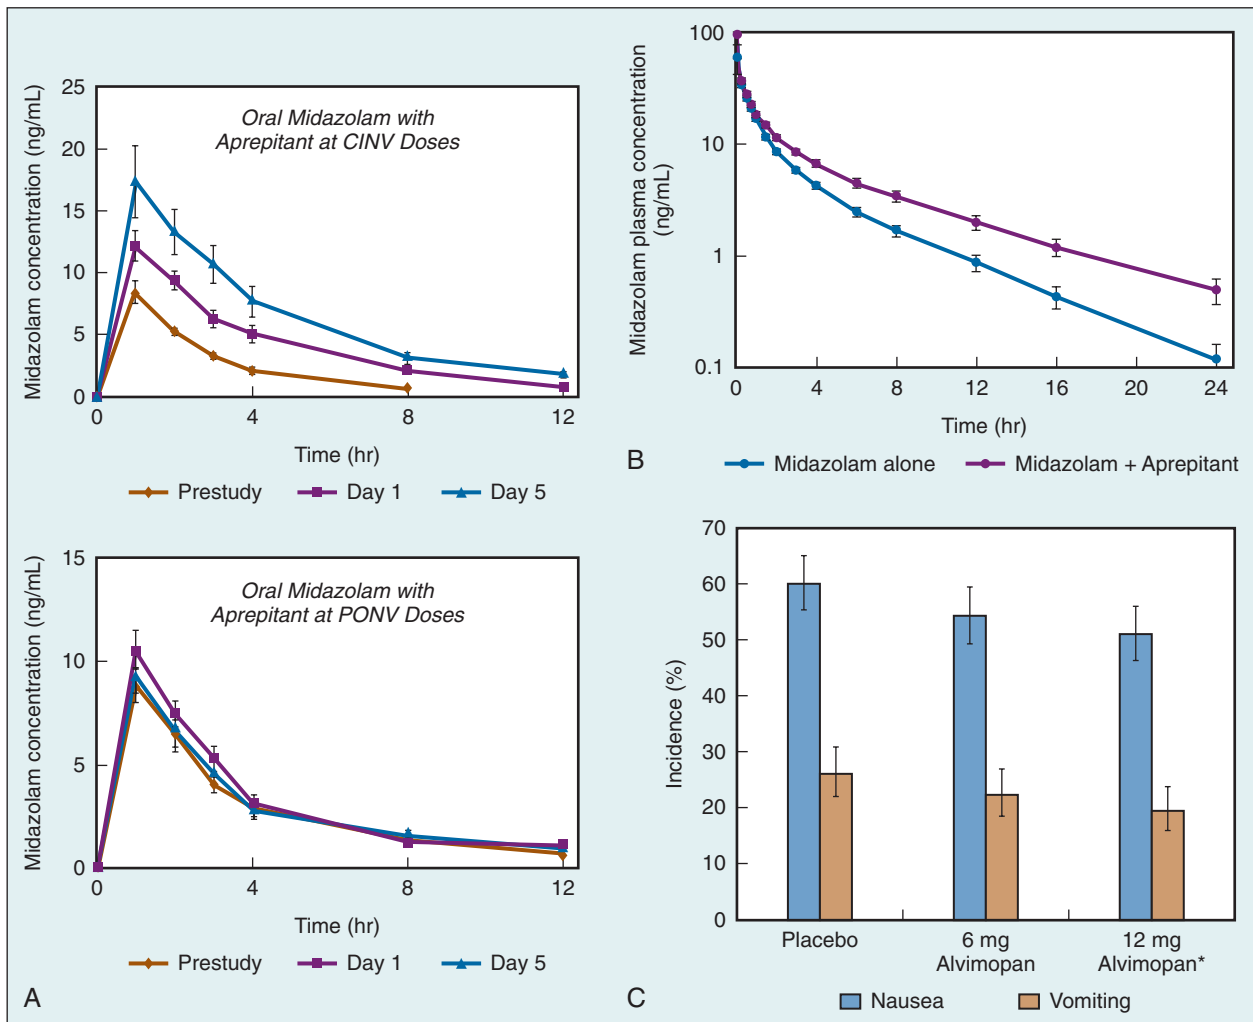 Oral Midazolam with
Aprepitant at CINV Doses
Midazolam concentration (ng/mL)
25
20
15
10
5
0
0
4
8
12
Time (hr)
Prestudy
Day 1
Day 5
Oral Midazolam with
Aprepitant at PONV Doses
Midazolam concentration (ng/mL)
15
10
5
0
0
4
8
12
Time (hr)
Prestudy
Day 1
Day 5
A
Midazolam plasma concentration
(ng/mL)
100
10
1
0.1
0
4
8
12
16
20
24
Time (hr)
B
Midazolam alone
Midazolam + Aprepitant
Incidence (%)
70
60
50
40
30
20
10
0
Placebo
6 mg
Alvimopan
12 mg
Alvimopan*
C
Nausea
Vomiting